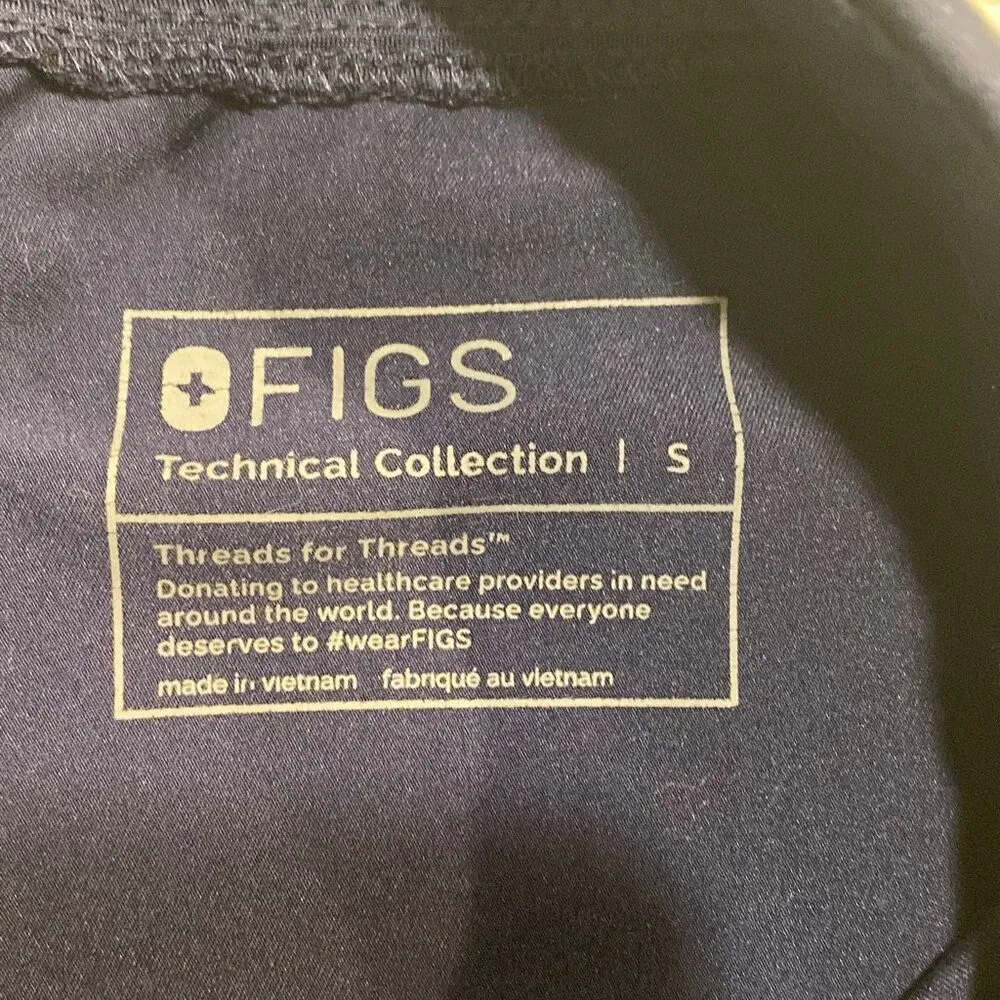 FIGS
Technical Collection | S
Threads for Threads™
Donating to healthcare providers in need
around the world. Because everyone
deserves to #wearFIGS
made in vietnam fabriqué au vietnam